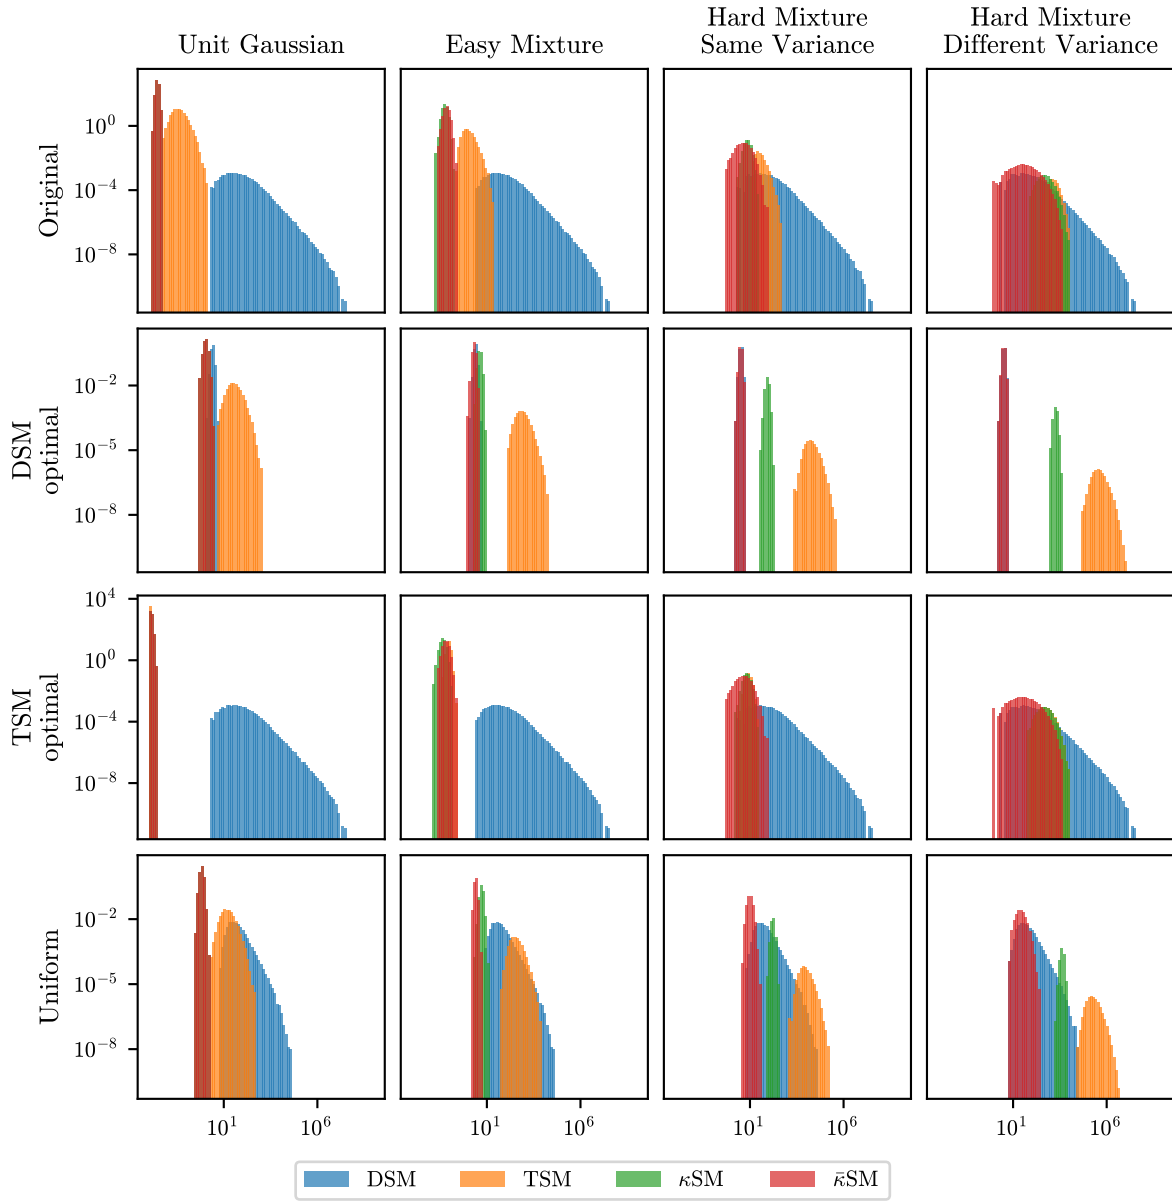 Unit Gaussian
Easy Mixture
Hard Mixture
Same Variance
Hard Mixture
Different Variance
Original
10^0
10^-4
10^-8
DSM
optimal
10^-2
10^-5
10^-8
TSM
optimal
10^4
10^0
10^-4
10^-8
Uniform
10^-2
10^-5
10^-8
10^1 10^6
10^1 10^6
10^1 10^6
10^1 10^6
DSM TSM κSM κ̄SM